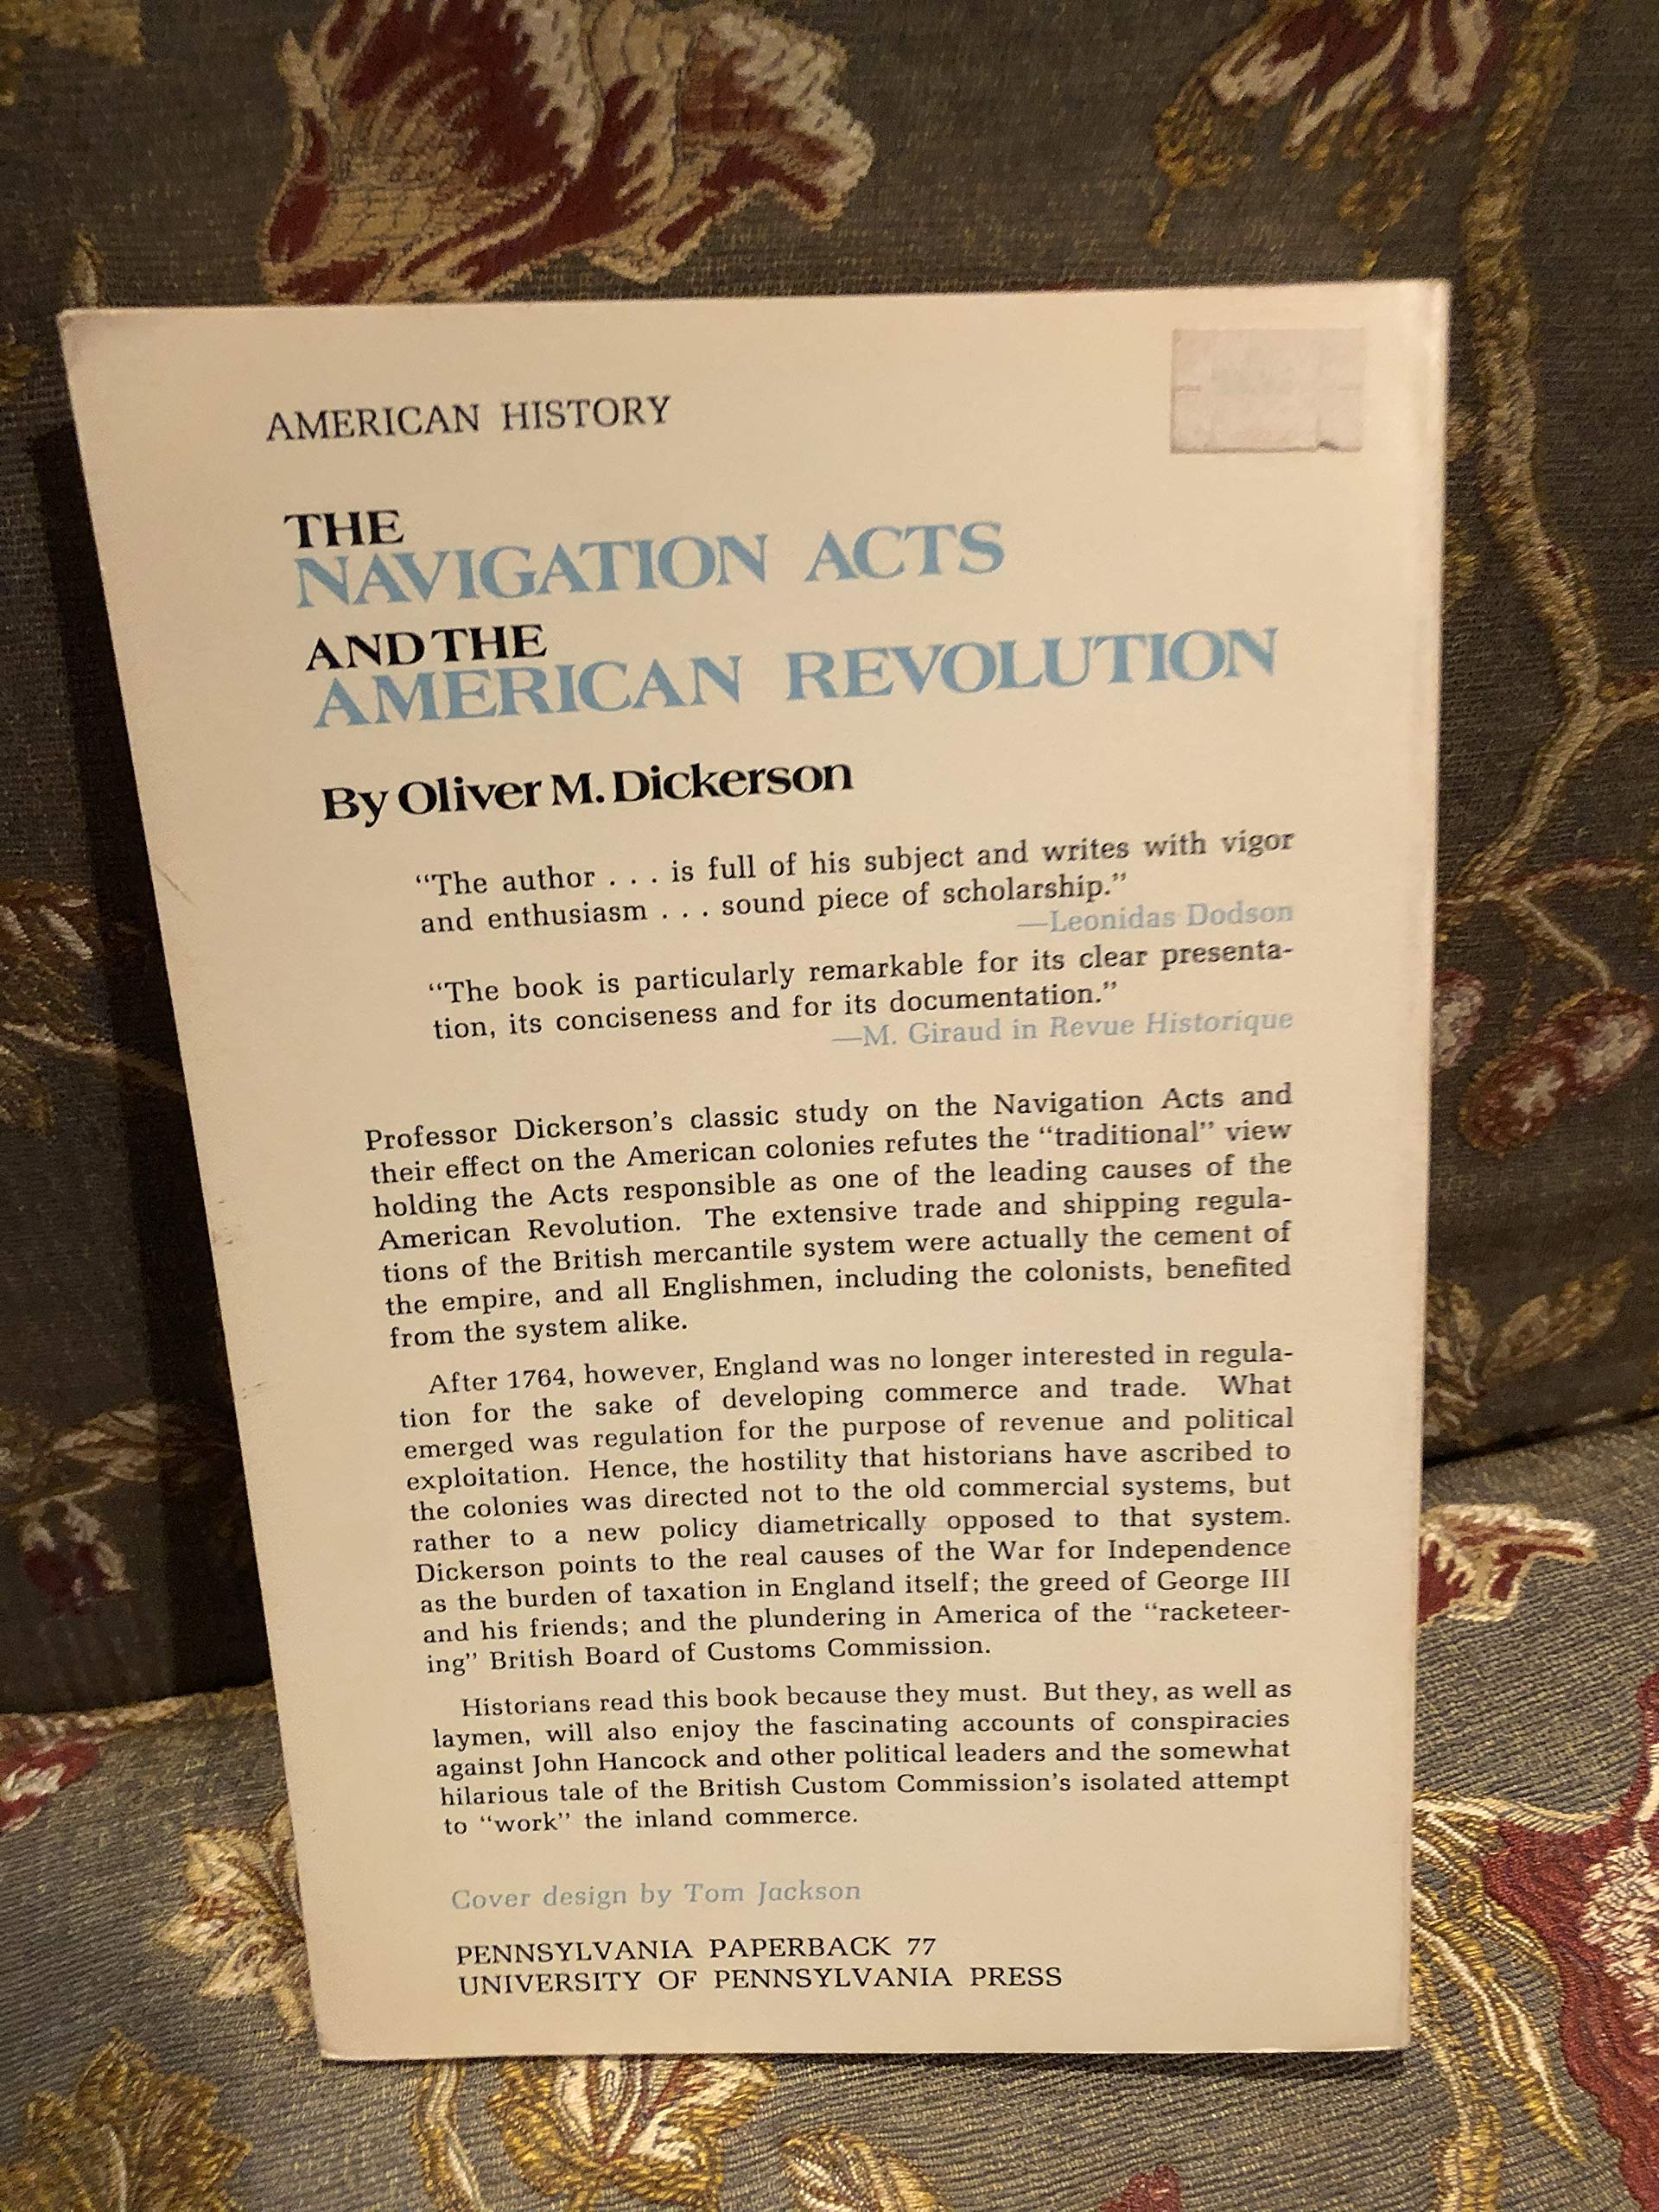 AMERICAN HISTORY
THE
NAVIGATION ACTS
AND THE
AMERICAN REVOLUTION
By Oliver M. Dickerson
“The author . . . is full of his subject and writes with vigor
and enthusiasm . . . sound piece of scholarship.”
—Leonidas Dodson
“The book is particularly remarkable for its clear presenta-
tion, its conciseness and for its documentation.”
—M. Giraud in Revue Historique
Professor Dickerson’s classic study on the Navigation Acts and
their effect on the American colonies refutes the “traditional” view
holding the Acts responsible as one of the leading causes of the
American Revolution. The extensive trade and shipping regula-
tions of the British mercantile system were actually the cement of
the empire, and all Englishmen, including the colonists, benefited
from the system alike.
After 1764, however, England was no longer interested in regula-
tion for the sake of developing commerce and trade. What
emerged was regulation for the purpose of revenue and political
exploitation. Hence, the hostility that historians have ascribed to
the colonies was directed not to the old commercial systems, but
rather to a new policy diametrically opposed to that system.
Dickerson points to the real causes of the War for Independence
as the burden of taxation in England itself; the greed of George III
and his friends; and the plundering in America of the “racketeer-
ing” British Board of Customs Commission.
Historians read this book because they must. But they, as well as
laymen, will also enjoy the fascinating accounts of conspiracies
against John Hancock and other political leaders and the somewhat
hilarious tale of the British Custom Commission’s isolated attempt
to “work” the inland commerce.
Cover design by Tom Jackson
PENNSYLVANIA PAPERBACK 77
UNIVERSITY OF PENNSYLVANIA PRESS